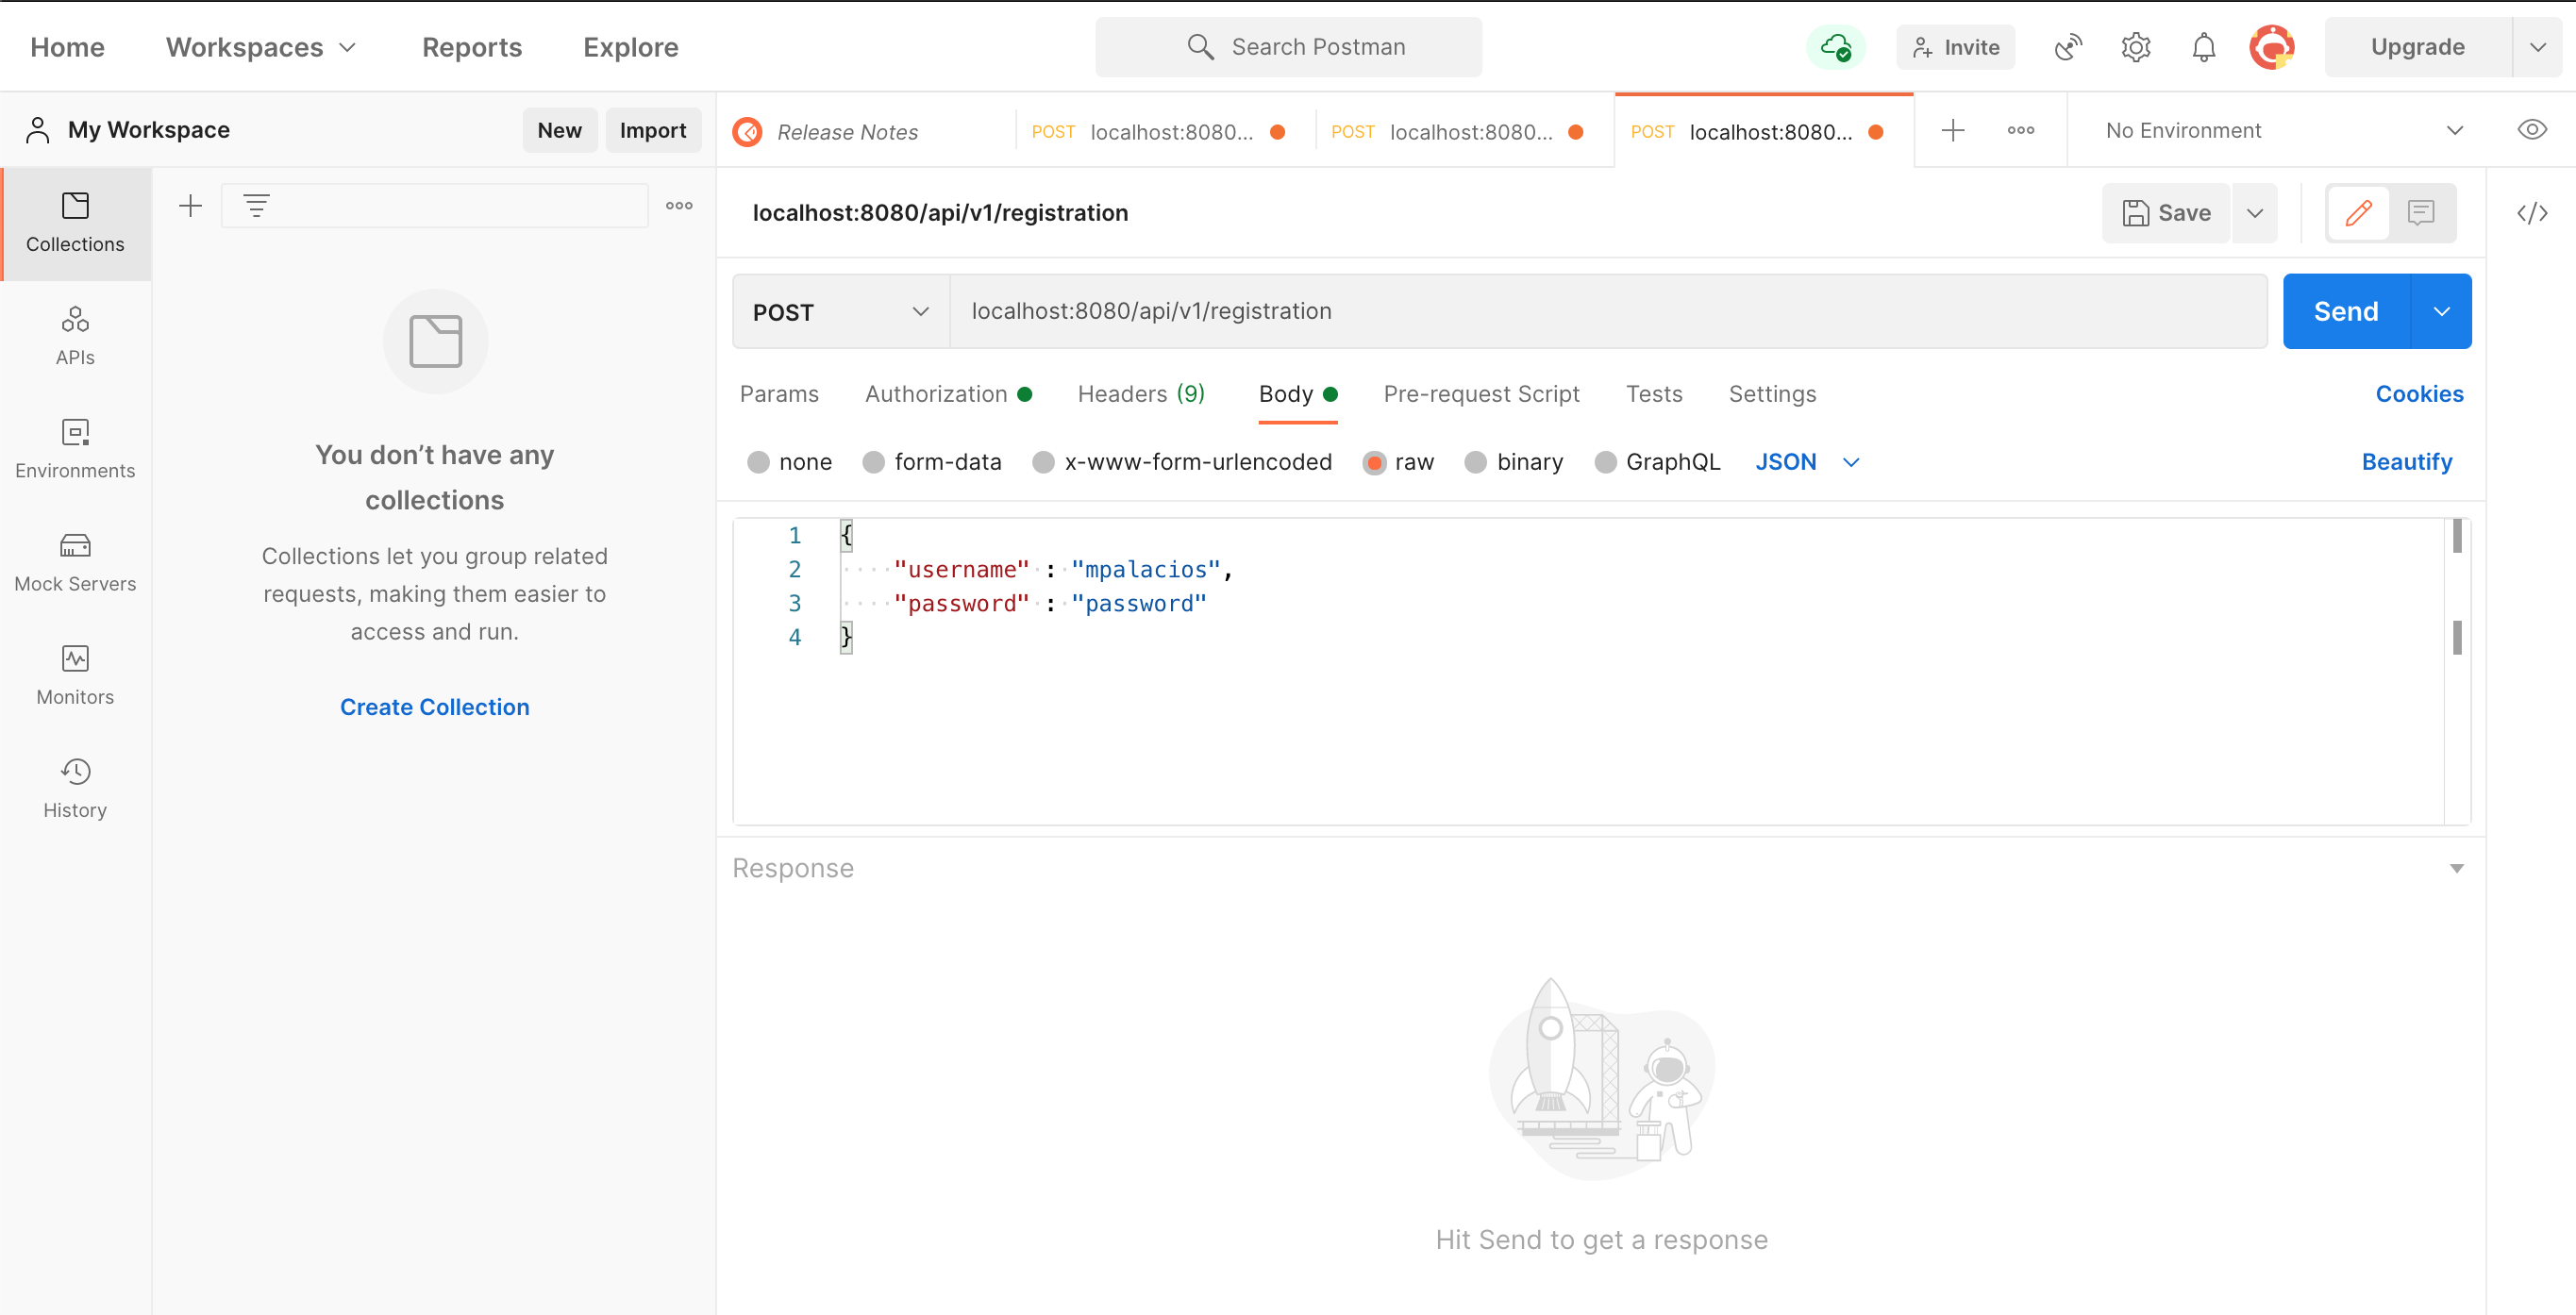 Home Workspaces Reports Explore Search Postman Invite Upgrade
My Workspace New Import Release Notes POST localhost:8080... POST localhost:8080... POST localhost:8080... No Environment
Collections
APIs
Environments
Mock Servers
Monitors
History
You don’t have any
collections
Collections let you group related
requests, making them easier to
access and run.
Create Collection
localhost:8080/api/v1/registration Save
POST localhost:8080/api/v1/registration Send
Params Authorization Headers (9) Body Pre-request Script Tests Settings Cookies
none form-data x-www-form-urlencoded raw binary GraphQL JSON Beautify
1 {
2 "username" : "mpalacios",
3 "password" : "password"
4 }
Response
Hit Send to get a response